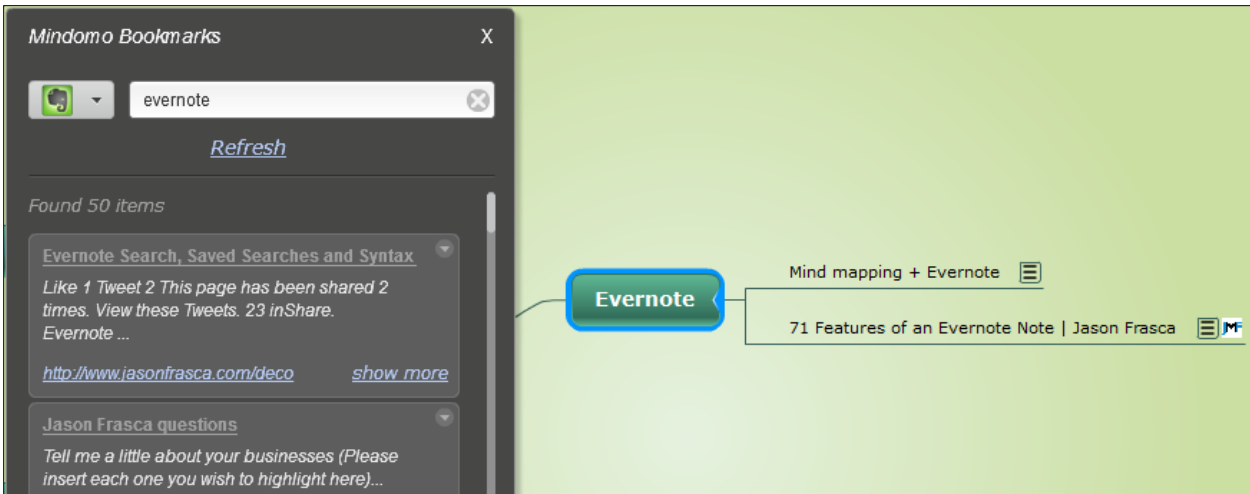 Mindomo Bookmarks
X
evernote
Refresh
Found 50 items
Evernote Search, Saved Searches and Syntax
Like 1 Tweet 2 This page has been shared 2
times. View these Tweets. 23 inShare.
Evernote ...
http://www.jasonfrasca.com/deco
show more
Jason Frasca questions
Tell me a little about your businesses (Please
insert each one you wish to highlight here)...
Evernote
Mind mapping + Evernote
71 Features of an Evernote Note | Jason Frasca
JMF